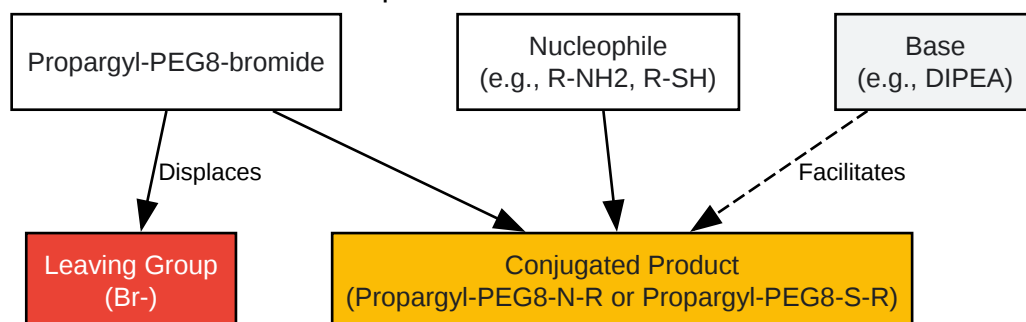 Propargyl-PEG8-bromide
Nucleophile
(e.g., R-NH2, R-SH)
Base
(e.g., DIPEA)
Displaces
Facilitates
Leaving Group
(Br-)
Conjugated Product
(Propargyl-PEG8-N-R or Propargyl-PEG8-S-R)